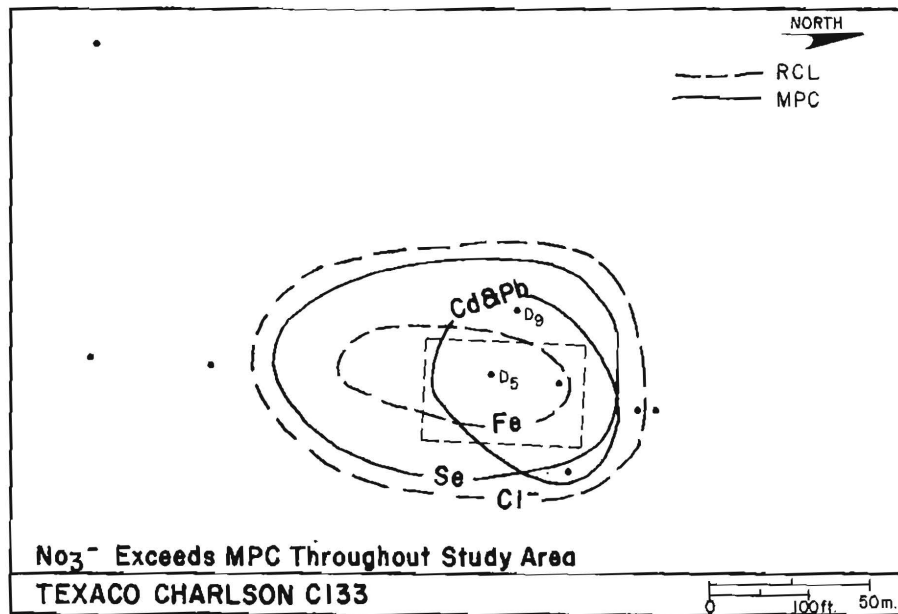 NORTH
RCL
MPC
Cd&Pb
D9
D5
Fe
Se
Cl-
No3- Exceeds MPC Throughout Study Area
TEXACO CHARLSON C133
0 100ft. 50m.